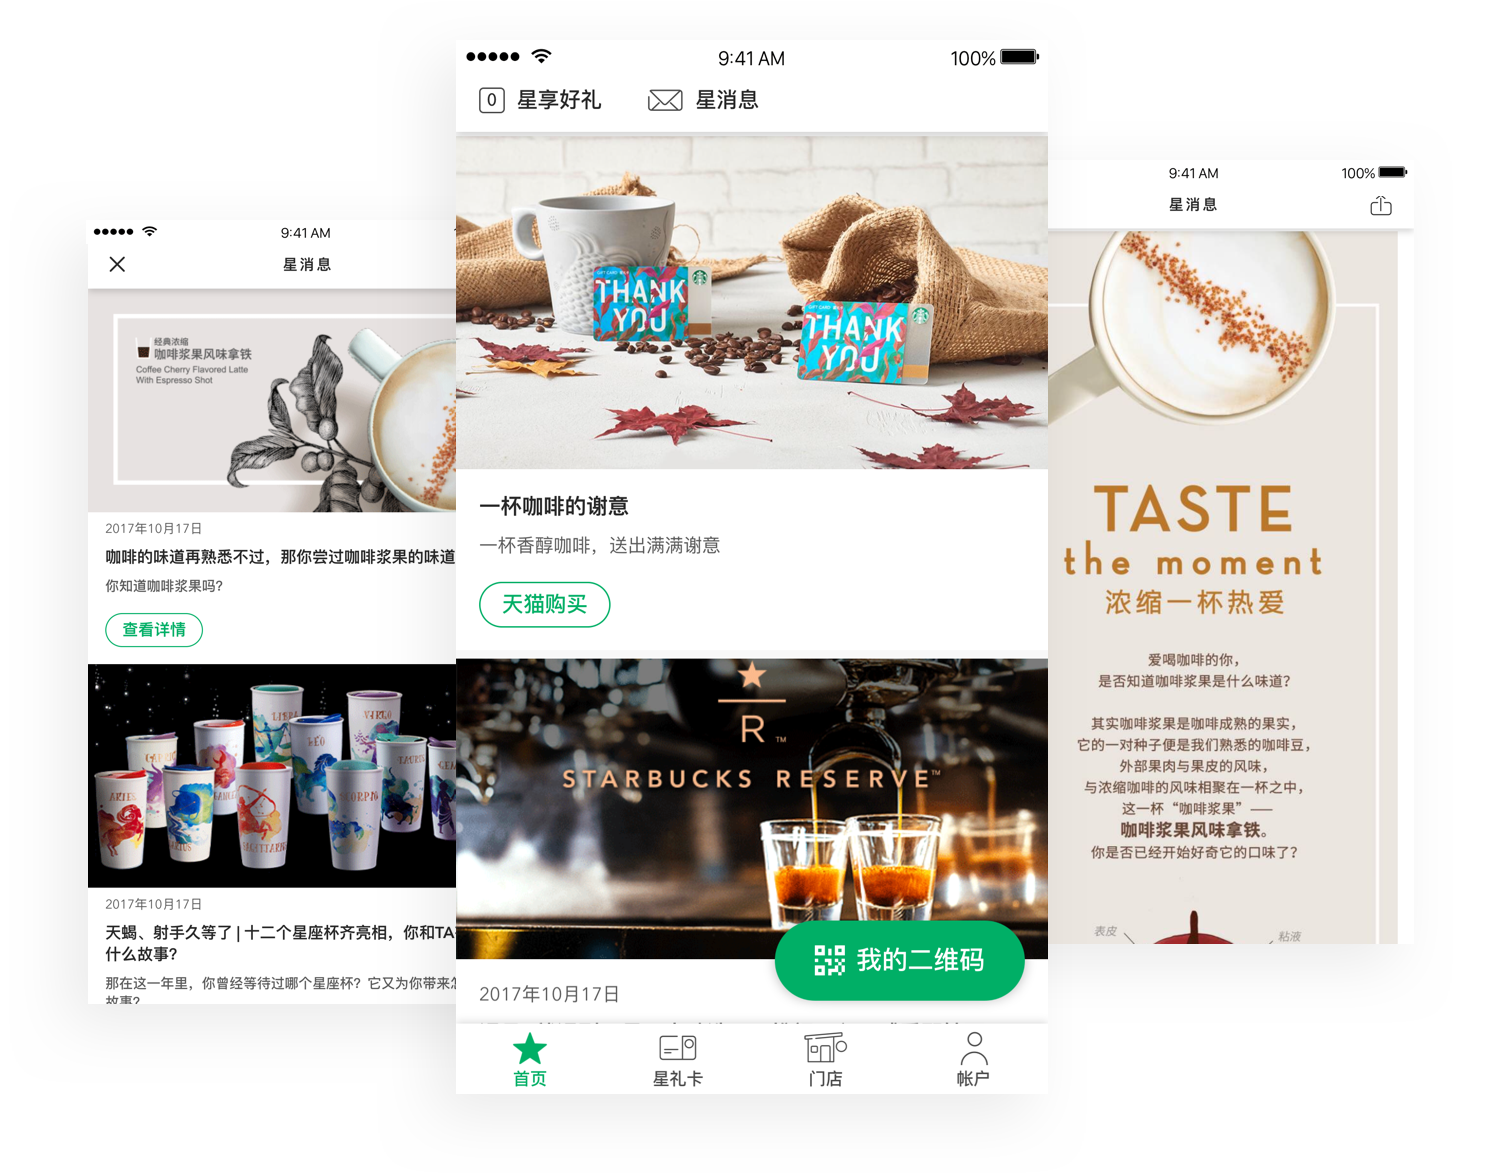 9:41 AM
星消息
经典浓缩
咖啡浆果风味拿铁
Coffee Cherry Flavored Latte
With Espresso Shot
2017年10月17日
咖啡的味道再熟悉不过，那你尝过咖啡浆果的味道
你知道咖啡浆果吗？
查看详情
LIBRA
VIRGO
LEO
ARIES
SCORPIO
SAGITTARIUS
2017年10月17日
天蝎、射手久等了 | 十二个星座杯齐亮相，你和TA
什么故事？
那在这一年里，你曾经等待过哪个星座杯？它又为你带来怎
故事？
9:41 AM
100%
0 星享好礼
星消息
GIFT CARD
THANK
YOU
GIFT CARD
THANK
YOU
一杯咖啡的谢意
一杯香醇咖啡，送出满满谢意
天猫购买
R™
STARBUCKS RESERVE™
我的二维码
2017年10月17日
首页
星礼卡
门店
帐户
9:41 AM
100%
星消息
TASTE
the moment
浓缩一杯热爱
爱喝咖啡的你，
是否知道咖啡浆果是什么味道？
其实咖啡浆果是咖啡成熟的果实，
它的一对种子便是我们熟悉的咖啡豆，
外部果肉与果皮的风味，
与浓缩咖啡的风味相聚在一杯之中，
这一杯“咖啡浆果”——
咖啡浆果风味拿铁。
你是否已经开始好奇它的口味了？
表皮
粘液